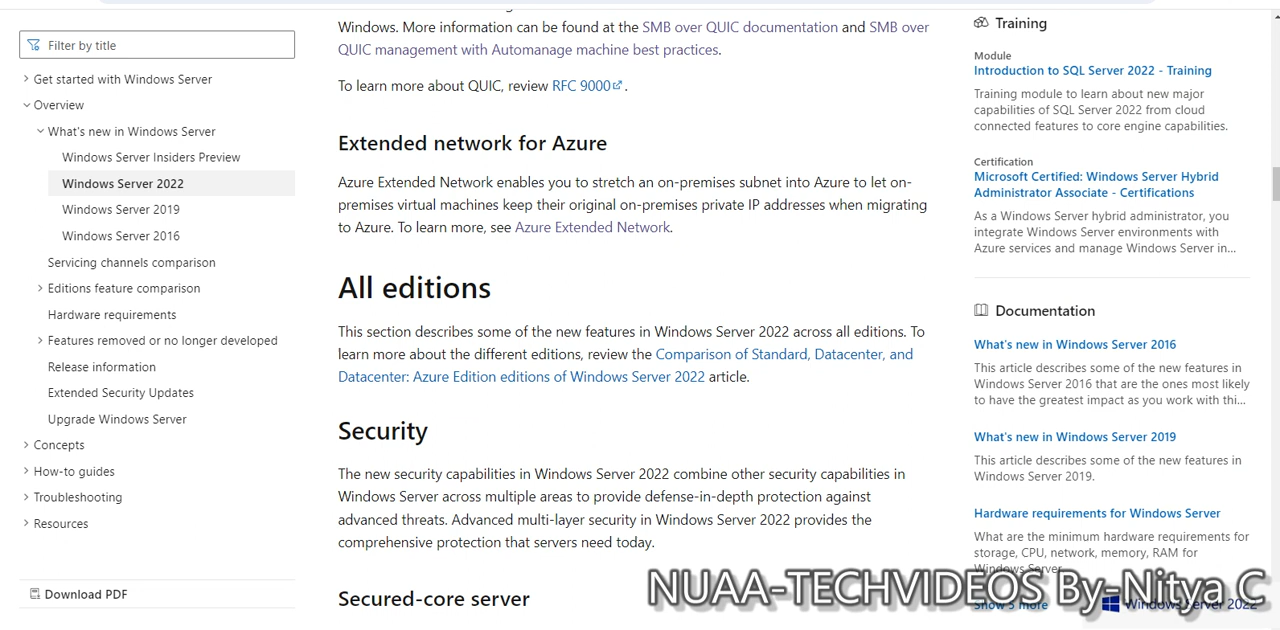 Filter by title
Get started with Windows Server
Overview
What's new in Windows Server
Windows Server Insiders Preview
Windows Server 2022
Windows Server 2019
Windows Server 2016
Servicing channels comparison
Editions feature comparison
Hardware requirements
Features removed or no longer developed
Release information
Extended Security Updates
Upgrade Windows Server
Concepts
How-to guides
Troubleshooting
Resources
Download PDF
Windows. More information can be found at the SMB over QUIC documentation and SMB over
QUIC management with Automanage machine best practices.
To learn more about QUIC, review RFC 9000.
Extended network for Azure
Azure Extended Network enables you to stretch an on-premises subnet into Azure to let on-
premises virtual machines keep their original on-premises private IP addresses when migrating
to Azure. To learn more, see Azure Extended Network.
All editions
This section describes some of the new features in Windows Server 2022 across all editions. To
learn more about the different editions, review the Comparison of Standard, Datacenter, and
Datacenter: Azure Edition editions of Windows Server 2022 article.
Security
The new security capabilities in Windows Server 2022 combine other security capabilities in
Windows Server across multiple areas to provide defense-in-depth protection against
advanced threats. Advanced multi-layer security in Windows Server 2022 provides the
comprehensive protection that servers need today.
Secured-core server
Training
Module
Introduction to SQL Server 2022 - Training
Training module to learn about new major
capabilities of SQL Server 2022 from cloud
connected features to core engine capabilities.
Certification
Microsoft Certified: Windows Server Hybrid
Administrator Associate - Certifications
As a Windows Server hybrid administrator, you
integrate Windows Server environments with
Azure services and manage Windows Server in...
Documentation
What's new in Windows Server 2016
This article describes some of the new features in
Windows Server 2016 that are the ones most likely
to have the greatest impact as you work with thi...
What's new in Windows Server 2019
This article describes some of the new features in
Windows Server 2019.
Hardware requirements for Windows Server
What are the minimum hardware requirements for
storage, CPU, network, memory, RAM for
Windows Server
Show 5 more
Windows Server 2022
NUAA-TECHVIDEOS By-Nitya C